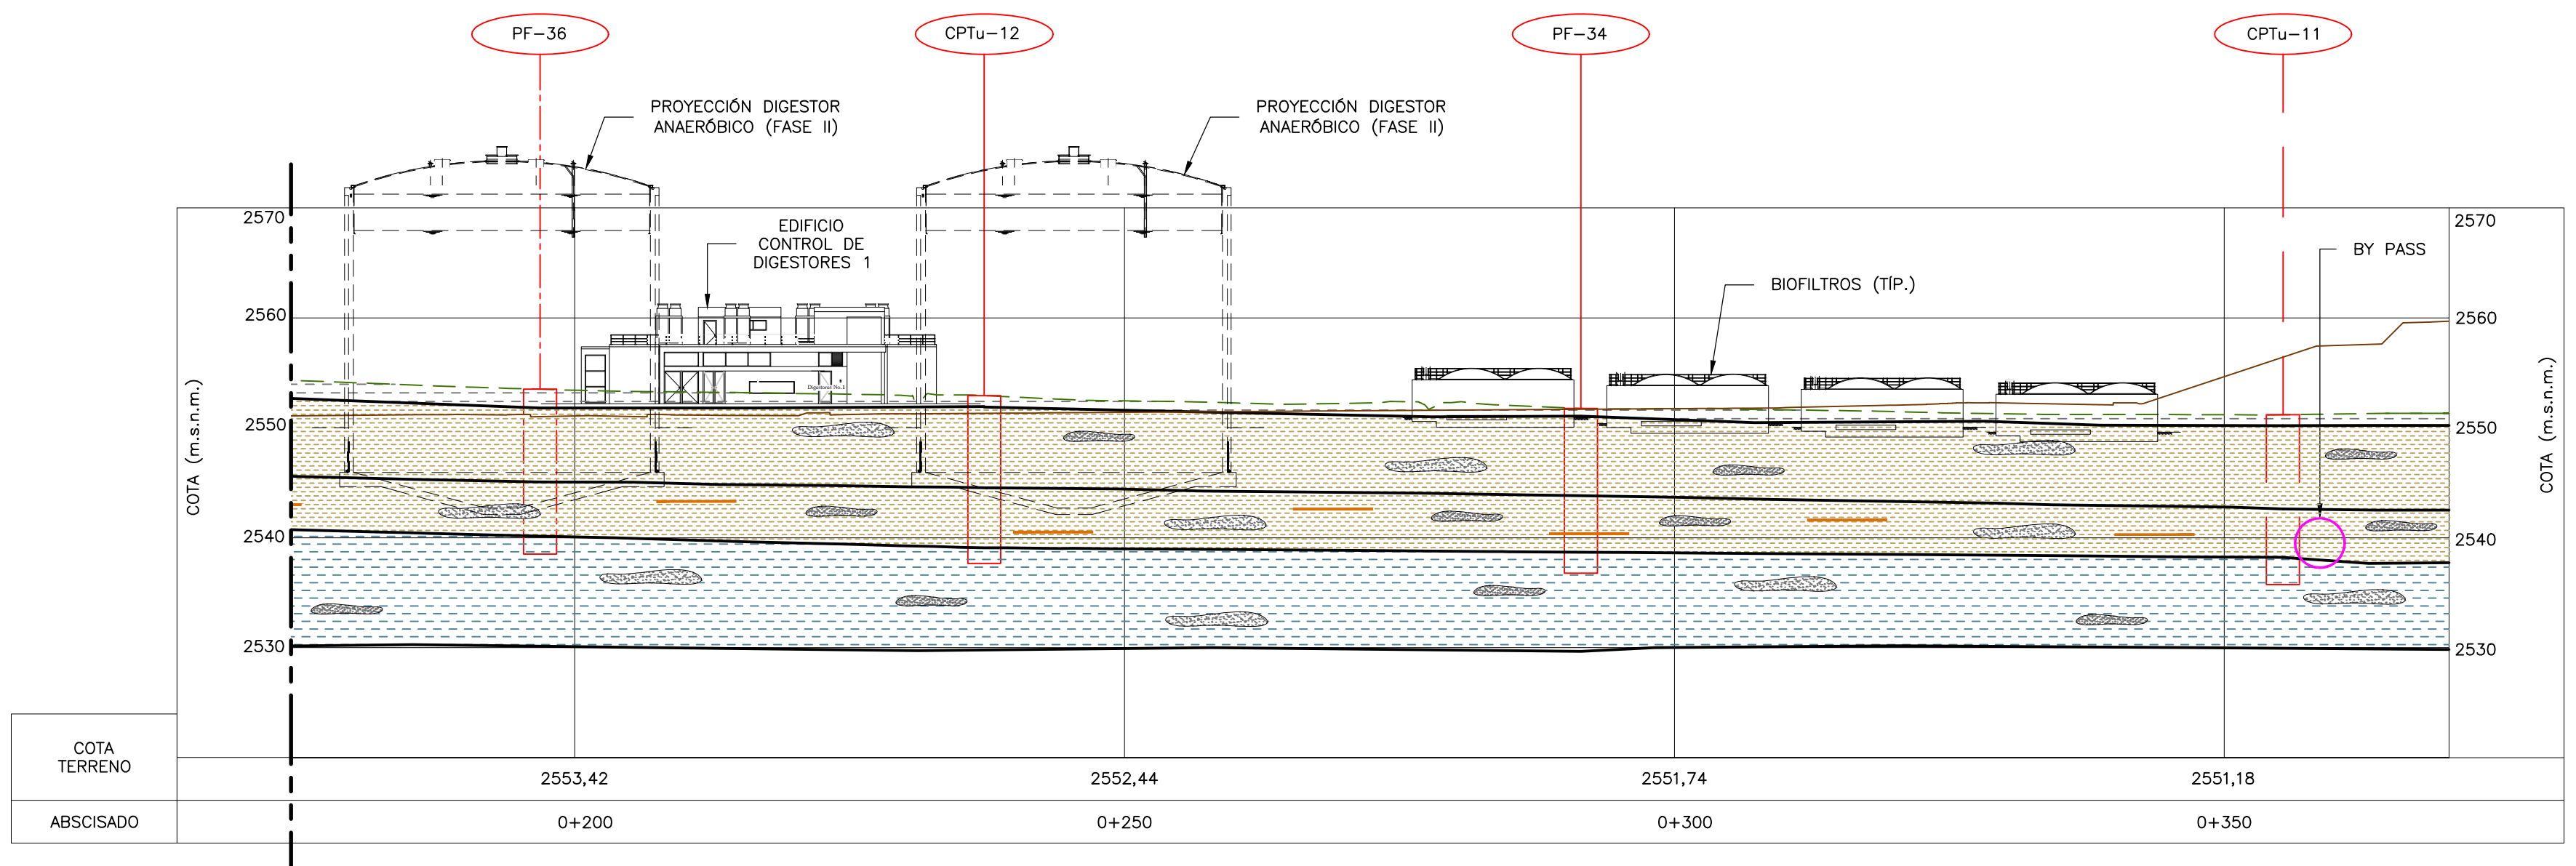 PF-36
CPTu-12
PF-34
CPTu-11
PROYECCIÓN DIGESTOR
ANAERÓBICO (FASE II)
PROYECCIÓN DIGESTOR
ANAERÓBICO (FASE II)
EDIFICIO
CONTROL DE
DIGESTORES 1
BIOFILTROS (TÍP.)
BY PASS
Digestores No.1
COTA (m.s.n.m.)
2570
2560
2550
2540
2530
2570
2560
2550
2540
2530
COTA (m.s.n.m.)
COTA
TERRENO
2553,42
2552,44
2551,74
2551,18
ABSCISADO
0+200
0+250
0+300
0+350